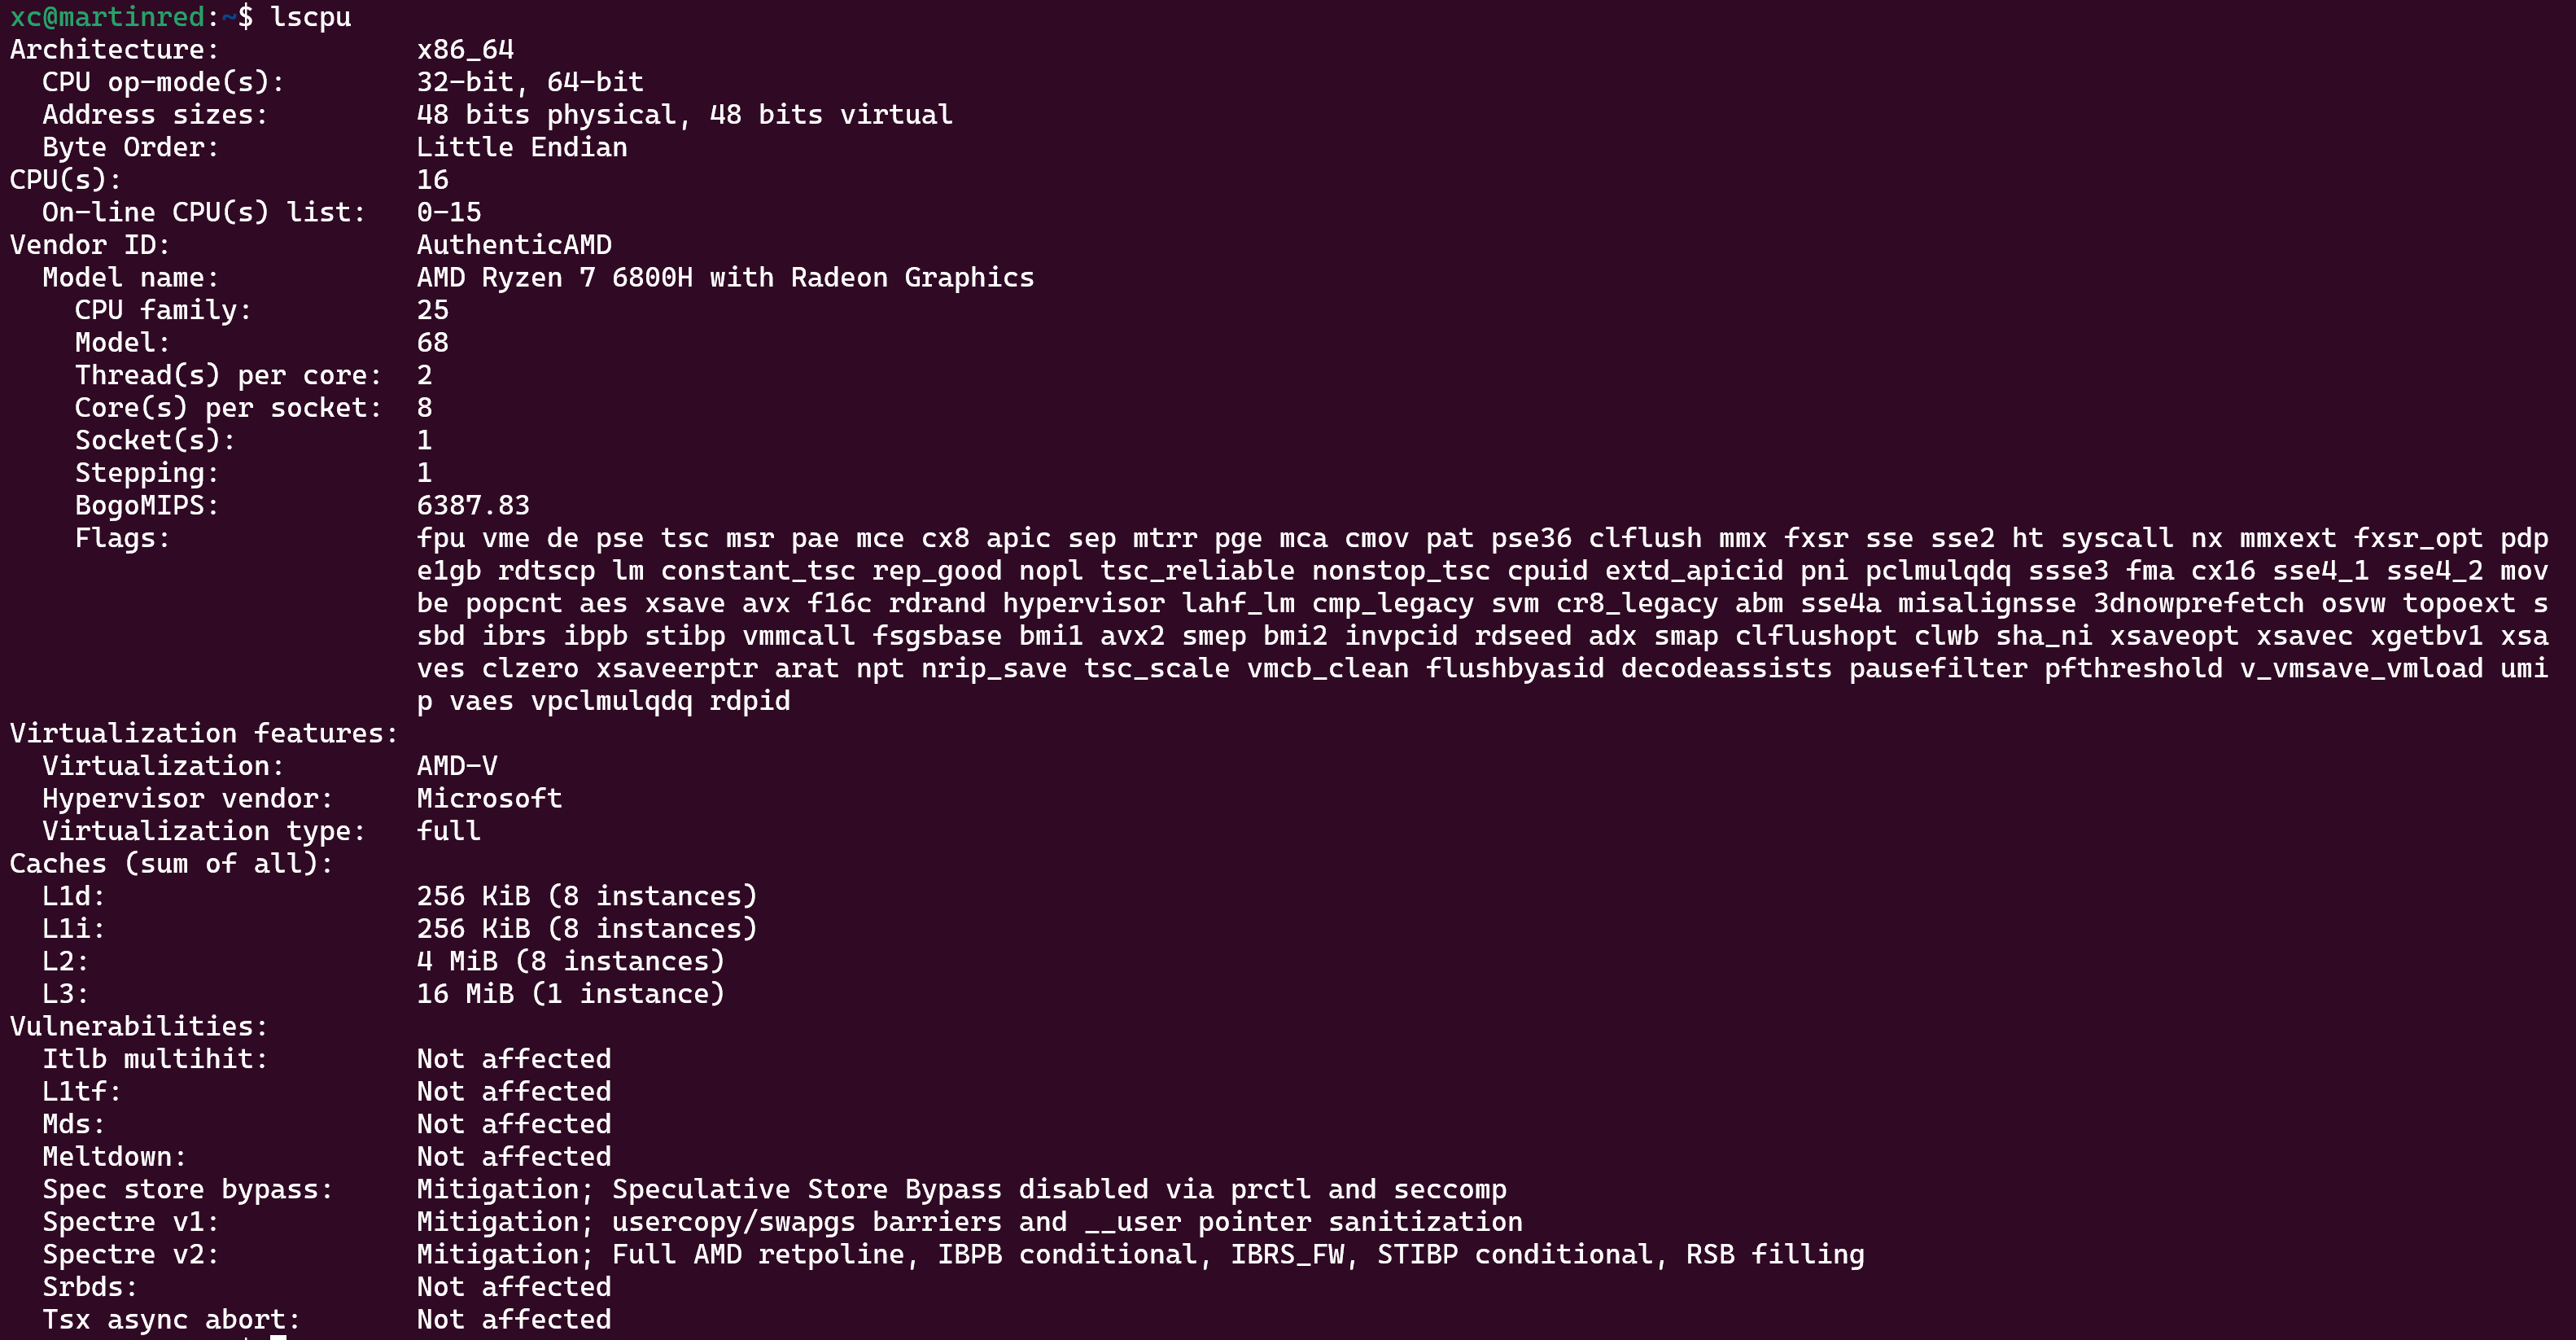 xc@martinred:~$ lscpu
Architecture:            x86_64
  CPU op-mode(s):        32-bit, 64-bit
  Address sizes:         48 bits physical, 48 bits virtual
  Byte Order:            Little Endian
CPU(s):                  16
  On-line CPU(s) list:   0-15
Vendor ID:               AuthenticAMD
  Model name:            AMD Ryzen 7 6800H with Radeon Graphics
    CPU family:          25
    Model:               68
    Thread(s) per core:  2
    Core(s) per socket:  8
    Socket(s):           1
    Stepping:            1
    BogoMIPS:            6387.83
    Flags:               fpu vme de pse tsc msr pae mce cx8 apic sep mtrr pge mca cmov pat pse36 clflush mmx fxsr sse sse2 ht syscall nx mmxext fxsr_opt pdp
                         e1gb rdtscp lm constant_tsc rep_good nopl tsc_reliable nonstop_tsc cpuid extd_apicid pni pclmulqdq ssse3 fma cx16 sse4_1 sse4_2 mov
                         be popcnt aes xsave avx f16c rdrand hypervisor lahf_lm cmp_legacy svm cr8_legacy abm sse4a misalignsse 3dnowprefetch osvw topoext s
                         sbd ibrs ibpb stibp vmmcall fsgsbase bmi1 avx2 smep bmi2 invpcid rdseed adx smap clflushopt clwb sha_ni xsaveopt xsavec xgetbv1 xsa
                         ves clzero xsaveerptr arat npt nrip_save tsc_scale vmcb_clean flushbyasid decodeassists pausefilter pfthreshold v_vmsave_vmload umi
                         p vaes vpclmulqdq rdpid
Virtualization features:
  Virtualization:        AMD-V
  Hypervisor vendor:     Microsoft
  Virtualization type:   full
Caches (sum of all):
  L1d:                   256 KiB (8 instances)
  L1i:                   256 KiB (8 instances)
  L2:                    4 MiB (8 instances)
  L3:                    16 MiB (1 instance)
Vulnerabilities:
  Itlb multihit:         Not affected
  L1tf:                  Not affected
  Mds:                   Not affected
  Meltdown:              Not affected
  Spec store bypass:     Mitigation; Speculative Store Bypass disabled via prctl and seccomp
  Spectre v1:            Mitigation; usercopy/swapgs barriers and __user pointer sanitization
  Spectre v2:            Mitigation; Full AMD retpoline, IBPB conditional, IBRS_FW, STIBP conditional, RSB filling
  Srbds:                 Not affected
  Tsx async abort:       Not affected